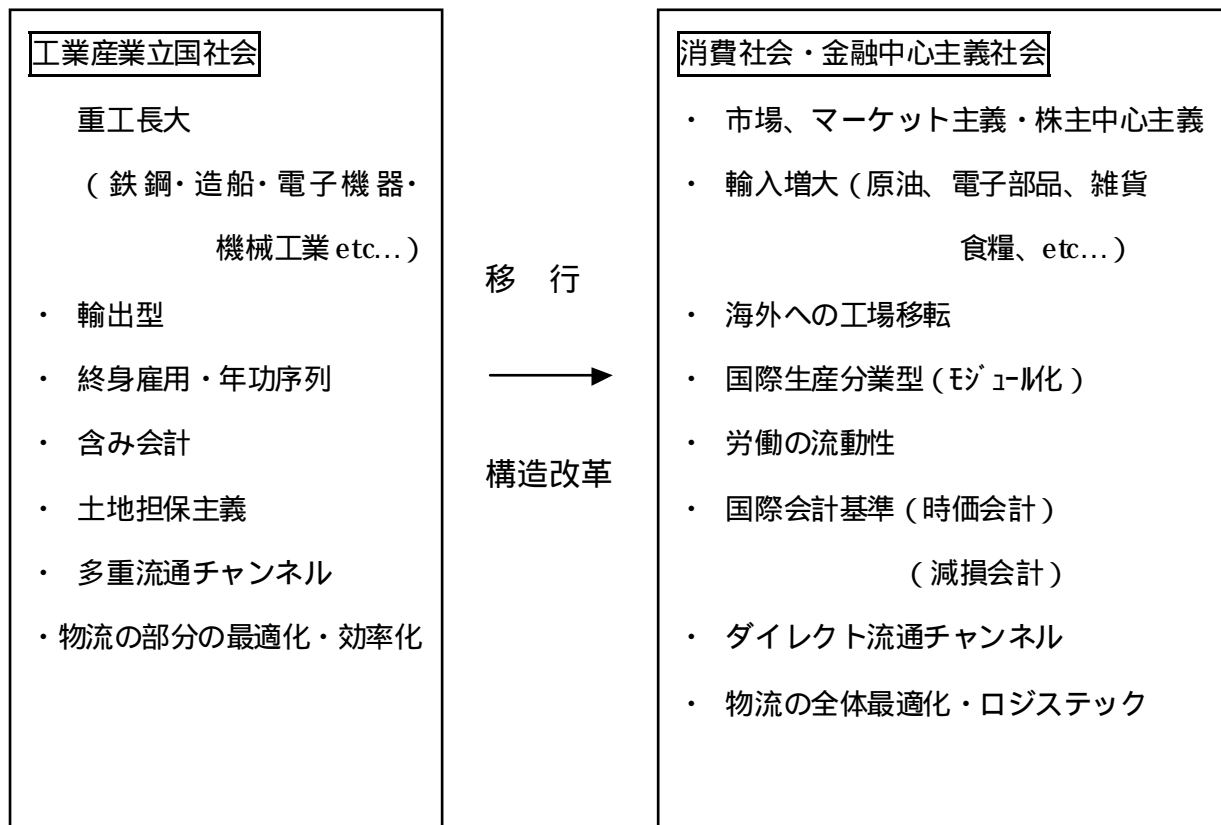 工業産業立国社会
重工長大
（鉄鋼・造船・電子機器・
機械工業 etc…）
・ 輸出型
・ 終身雇用・年功序列
・ 含み会計
・ 土地担保主義
・ 多重流通チャンネル
・物流の部分の最適化・効率化
移 行
構造改革
消費社会・金融中心主義社会
・ 市場、マーケット主義・株主中心主義
・ 輸入増大（原油、電子部品、雑貨
食糧、etc…）
・ 海外への工場移転
・ 国際生産分業型（ﾓｼﾞｭｰﾙ化）
・ 労働の流動性
・ 国際会計基準（時価会計）
（減損会計）
・ ダイレクト流通チャンネル
・ 物流の全体最適化・ロジステック